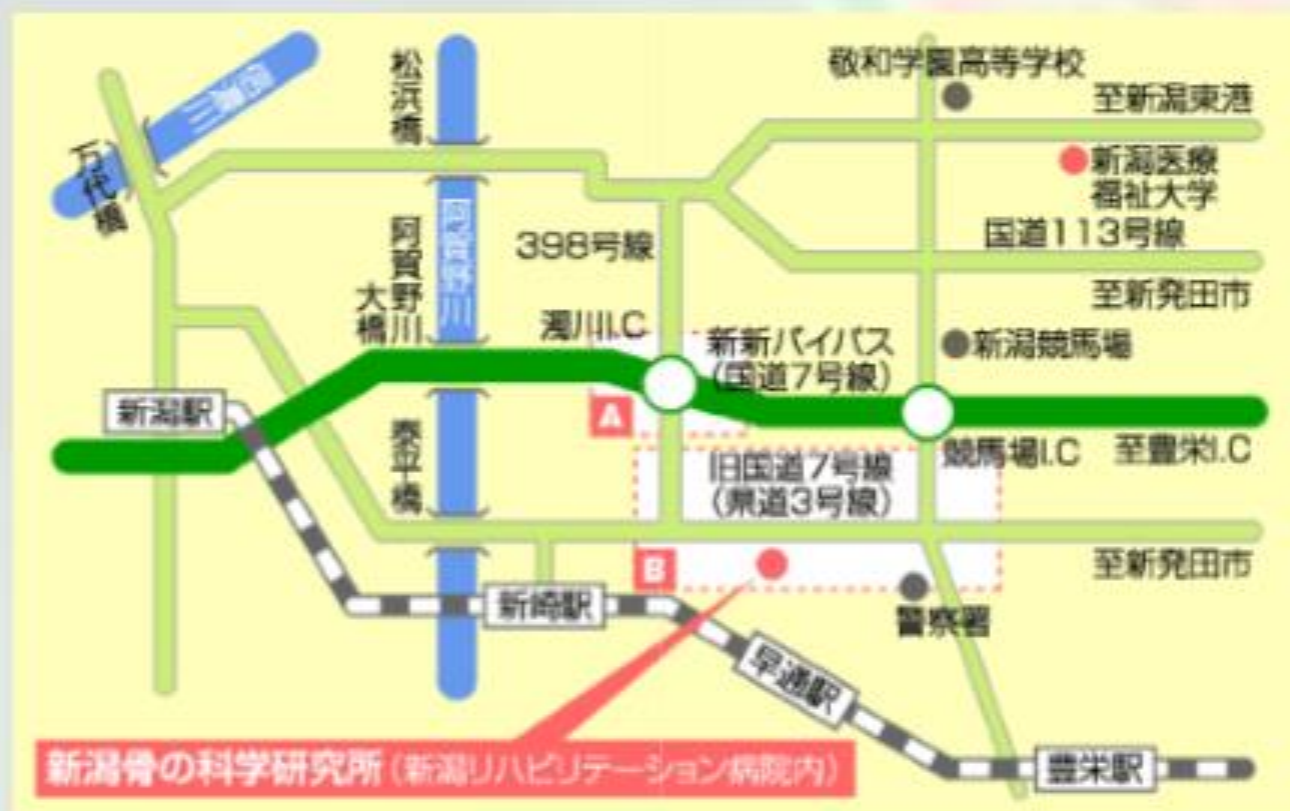 敬和学園高等学校
至新潟東港
新潟医療
福祉大学
国道113号線
至新発田市
松浜橋
万代橋
阿賀野川
大橋
阿賀野川
398号線
濁川I.C
新新バイパス
(国道7号線)
新潟競馬場
新潟駅
A
泰平橋
競馬場I.C
至豊栄I.C
旧国道7号線
(県道3号線)
B
至新発田市
新崎駅
警察署
早通駅
豊栄駅
新潟骨の科学研究所(新潟リハビリテーション病院内)